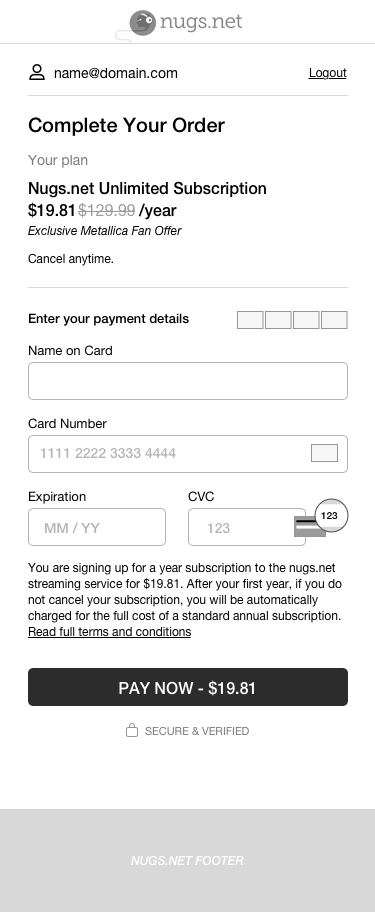 nugs.net
name@domain.com Logout
Complete Your Order
Your plan
Nugs.net Unlimited Subscription
$19.81 $129.99 /year
Exclusive Metallica Fan Offer
Cancel anytime.
Enter your payment details
Name on Card
Card Number
1111 2222 3333 4444
Expiration CVC
MM / YY 123 123
You are signing up for a year subscription to the nugs.net
streaming service for $19.81. After your first year, if you do
not cancel your subscription, you will be automatically
charged for the full cost of a standard annual subscription.
Read full terms and conditions
PAY NOW - $19.81
SECURE & VERIFIED
NUGS.NET FOOTER